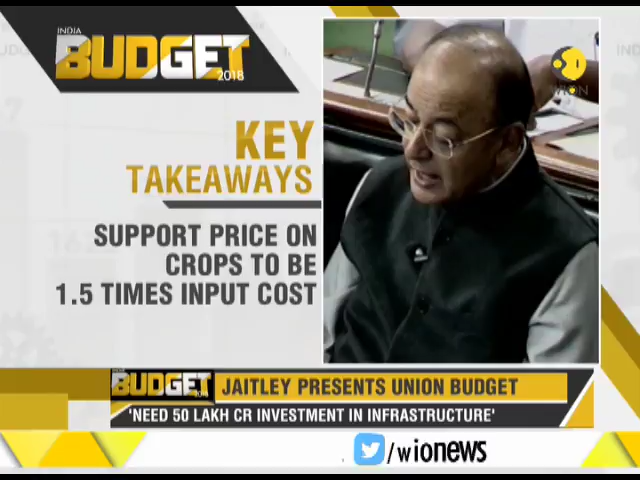 INDIA
BUDGET
2018
WION
KEY
TAKEAWAYS
SUPPORT PRICE ON
CROPS TO BE
1.5 TIMES INPUT COST
BUDGET
JAITLEY PRESENTS UNION BUDGET
'NEED 50 LAKH CR INVESTMENT IN INFRASTRUCTURE'
/wionews